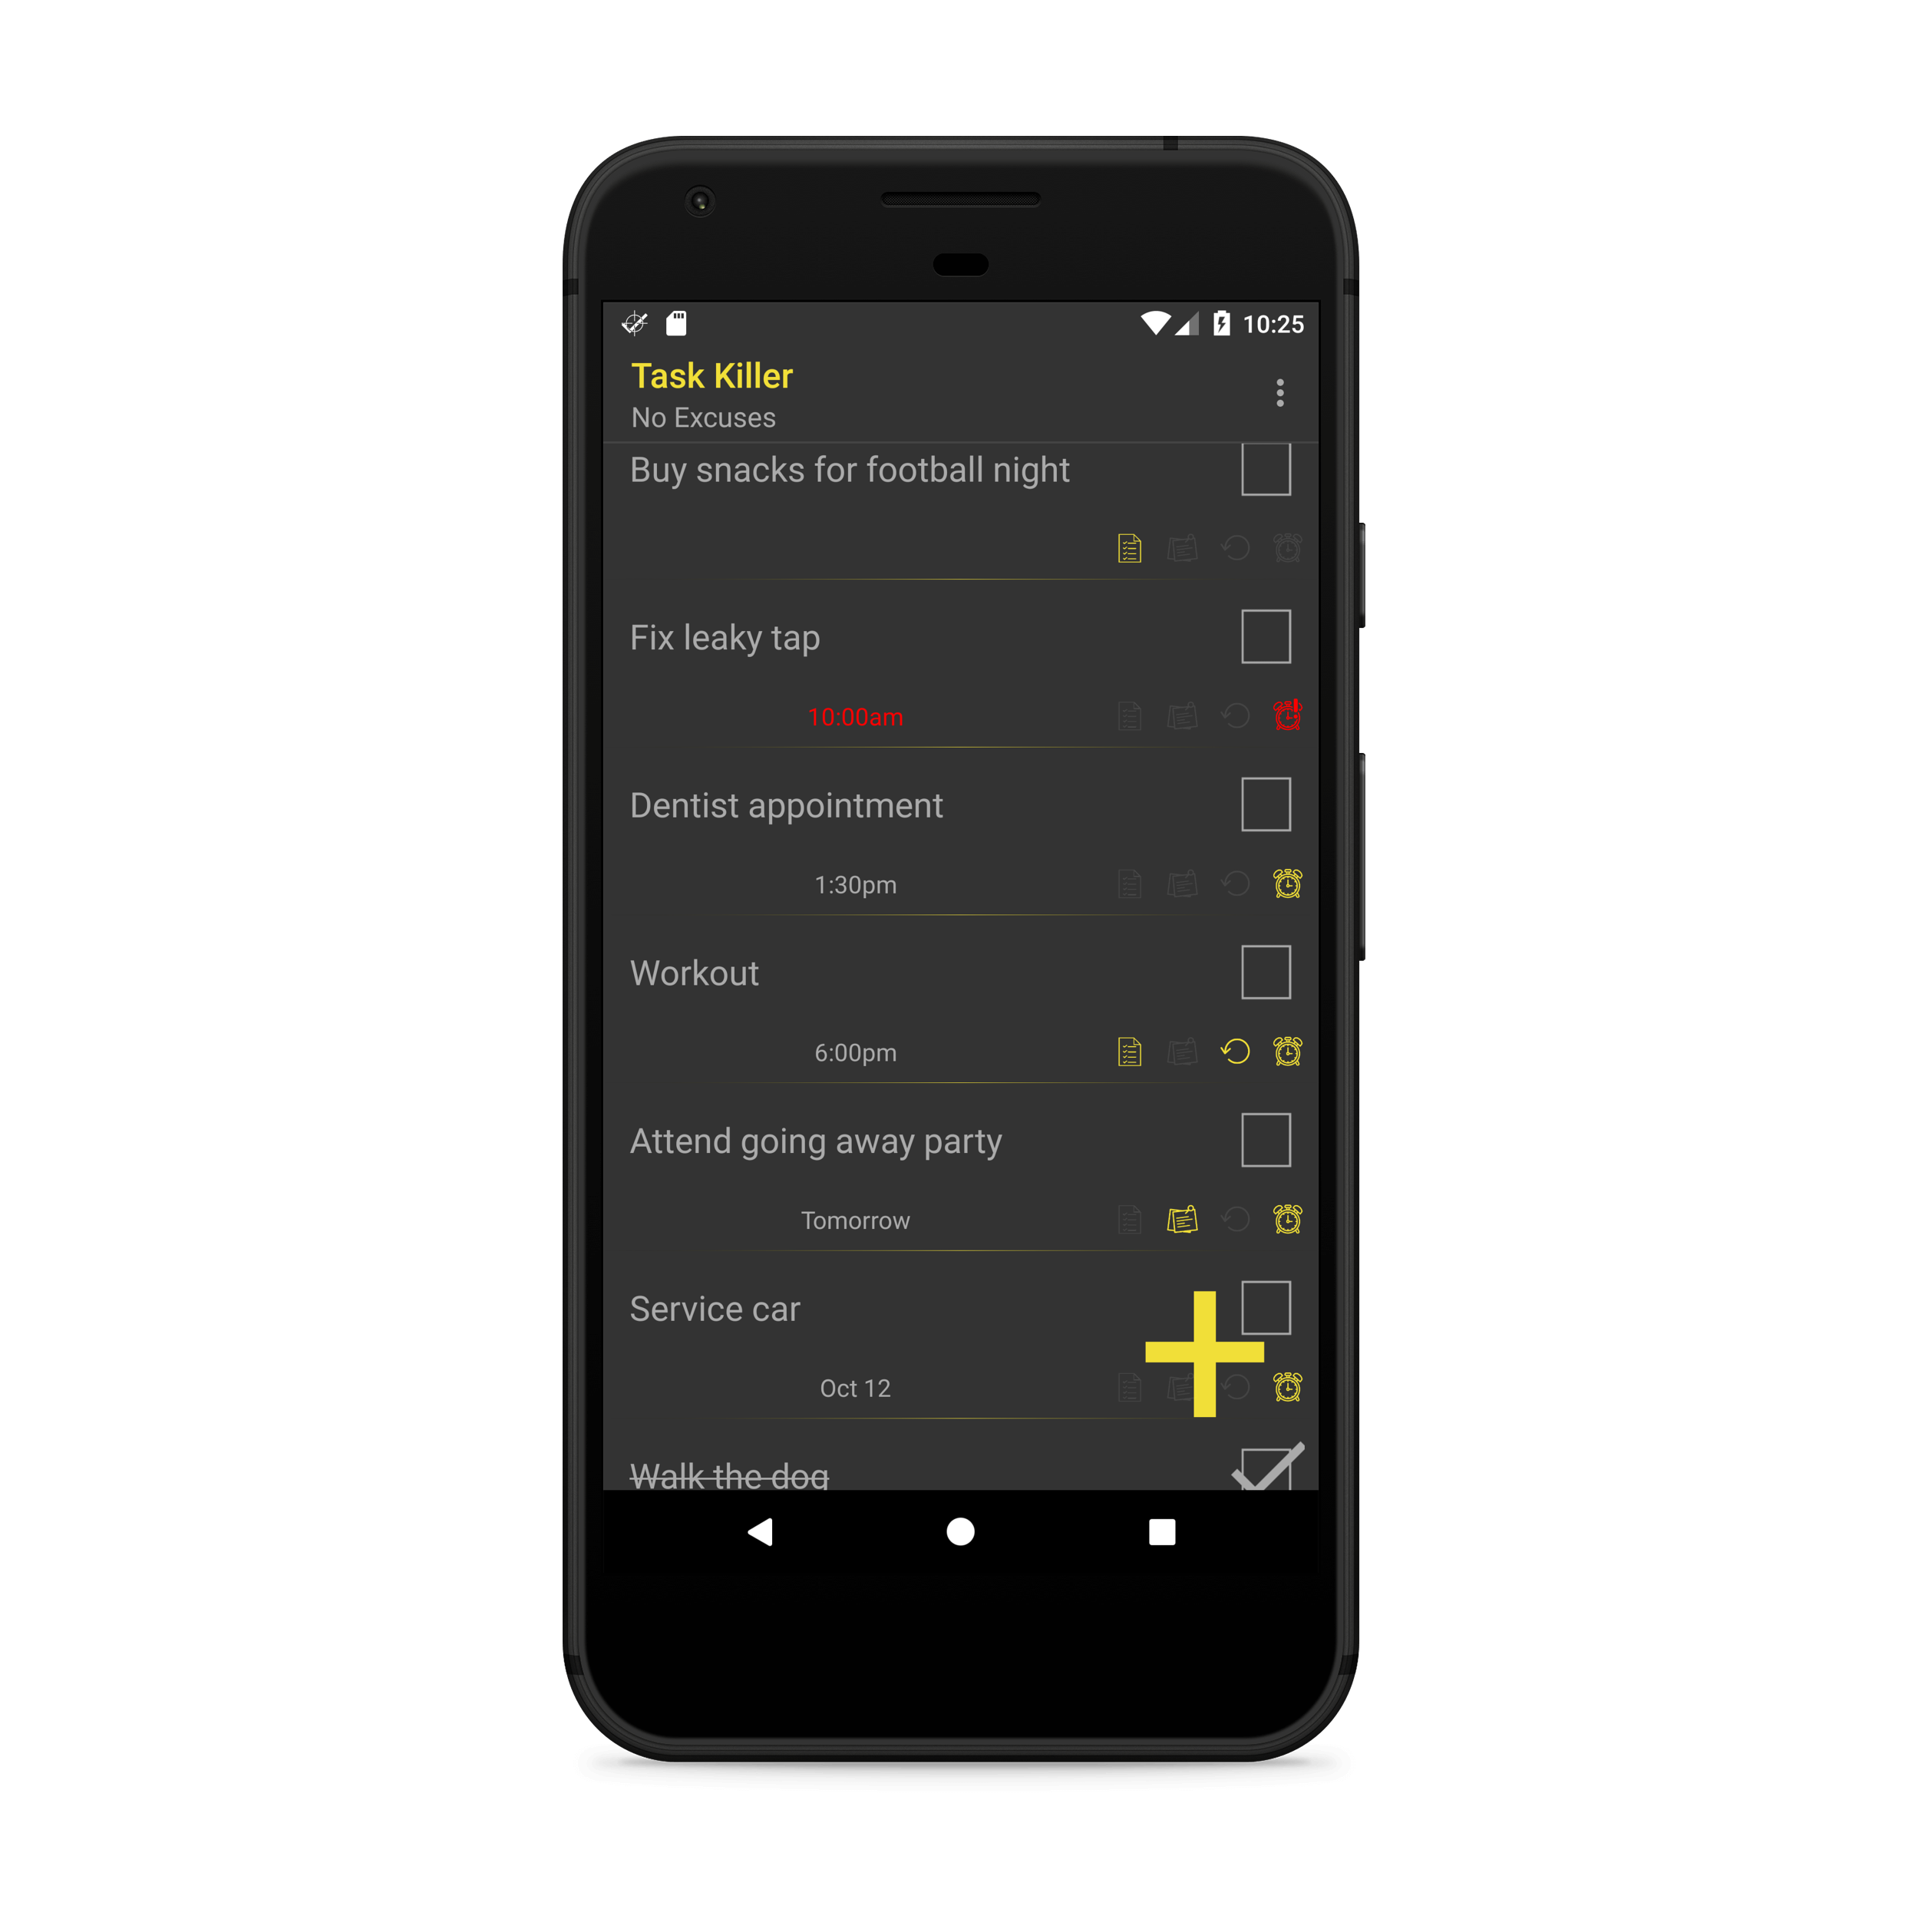 10:25
Task Killer
No Excuses
Buy snacks for football night
Fix leaky tap
10:00am
Dentist appointment
1:30pm
Workout
6:00pm
Attend going away party
Tomorrow
Service car
Oct 12
Walk the dog